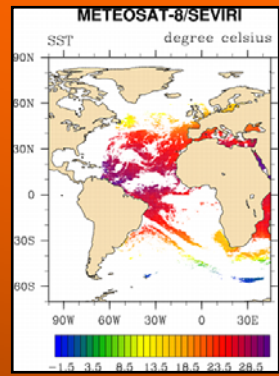 METEOSAT-8/SEVIRI
SST degree celsius
90N
60N
30N
0
30S
60S
90W 60W 30W 0 30E
-1.5 3.5 8.5 13.5 18.5 23.5 28.5